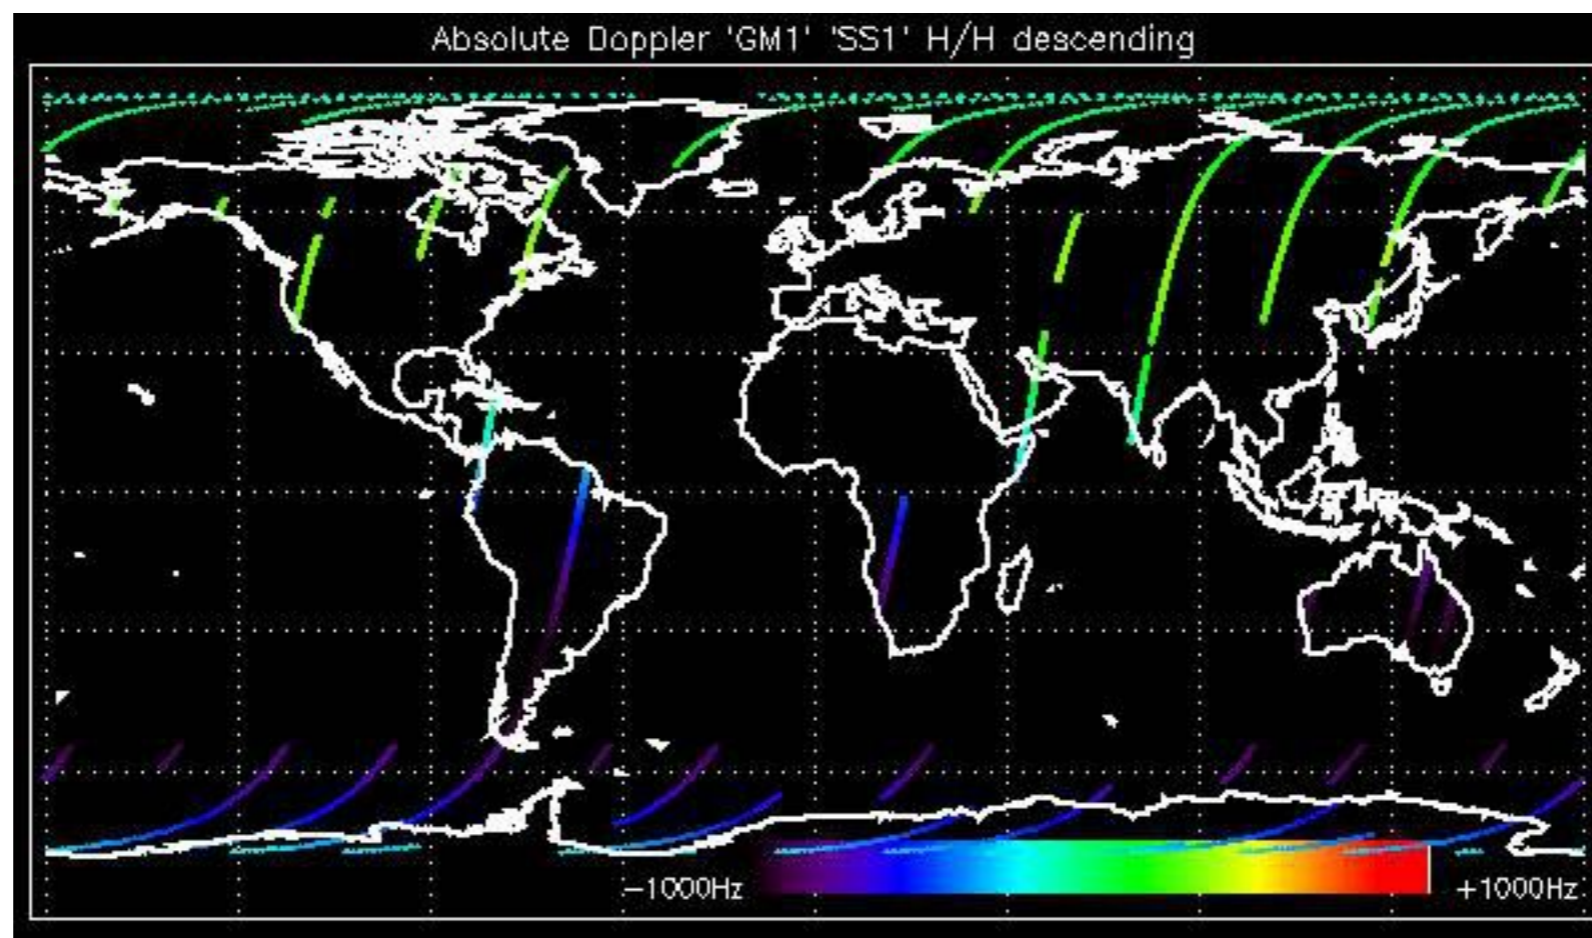 Absolute Doppler 'GM1' 'SS1' H/H descending
−1000Hz
+1000Hz